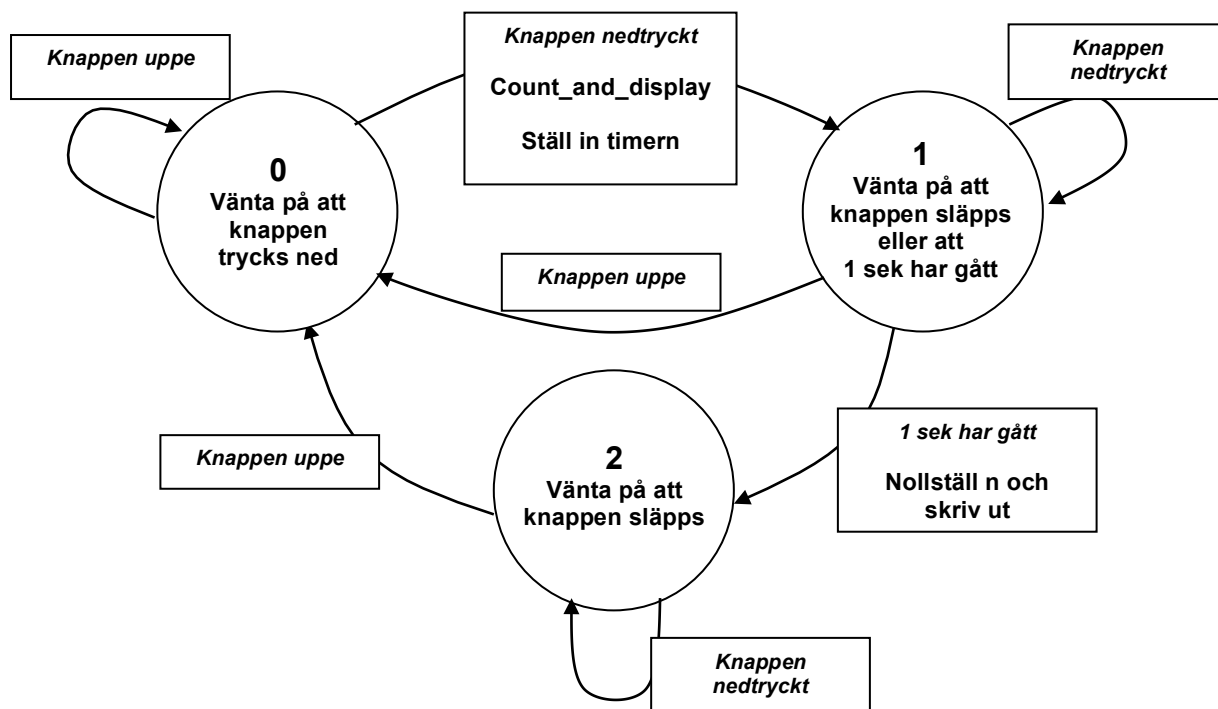 Knappen uppe
Knappen nedtryckt
Count_and_display
Ställ in timern
Knappen
nedtryckt
0
Vänta på att
knappen
trycks ned
1
Vänta på att
knappen släpps
eller att
1 sek har gått
Knappen uppe
Knappen uppe
2
Vänta på att
knappen släpps
1 sek har gått
Nollställ n och
skriv ut
Knappen
nedtryckt